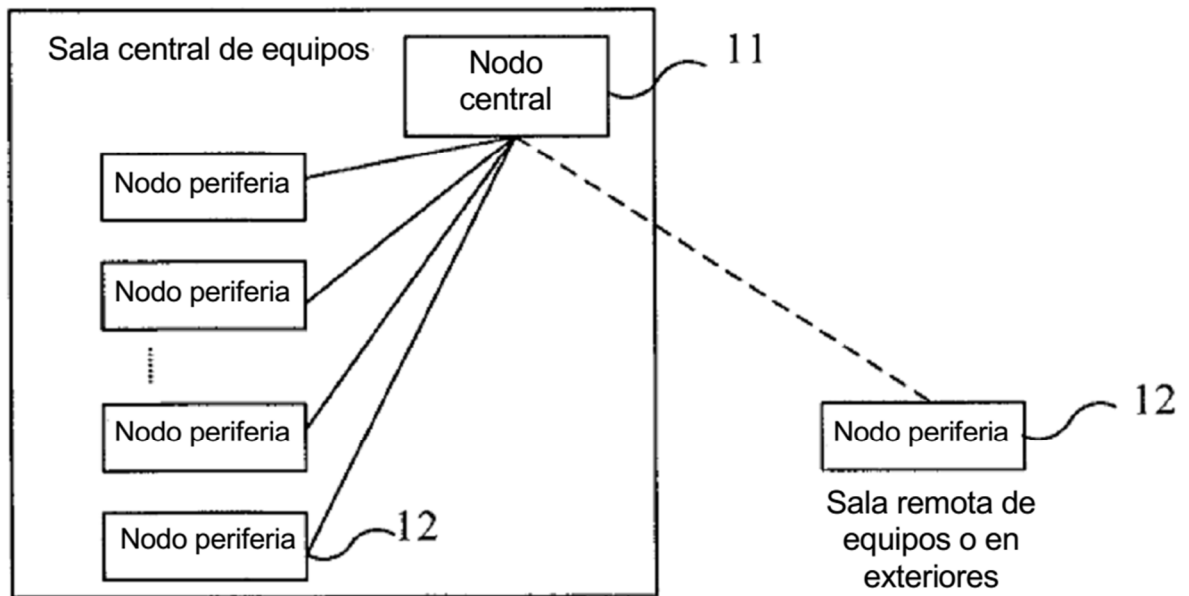 Sala central de equipos
Nodo
central
11
Nodo periferia
Nodo periferia
Nodo periferia
Nodo periferia
12
Nodo periferia
12
Sala remota de
equipos o en
exteriores